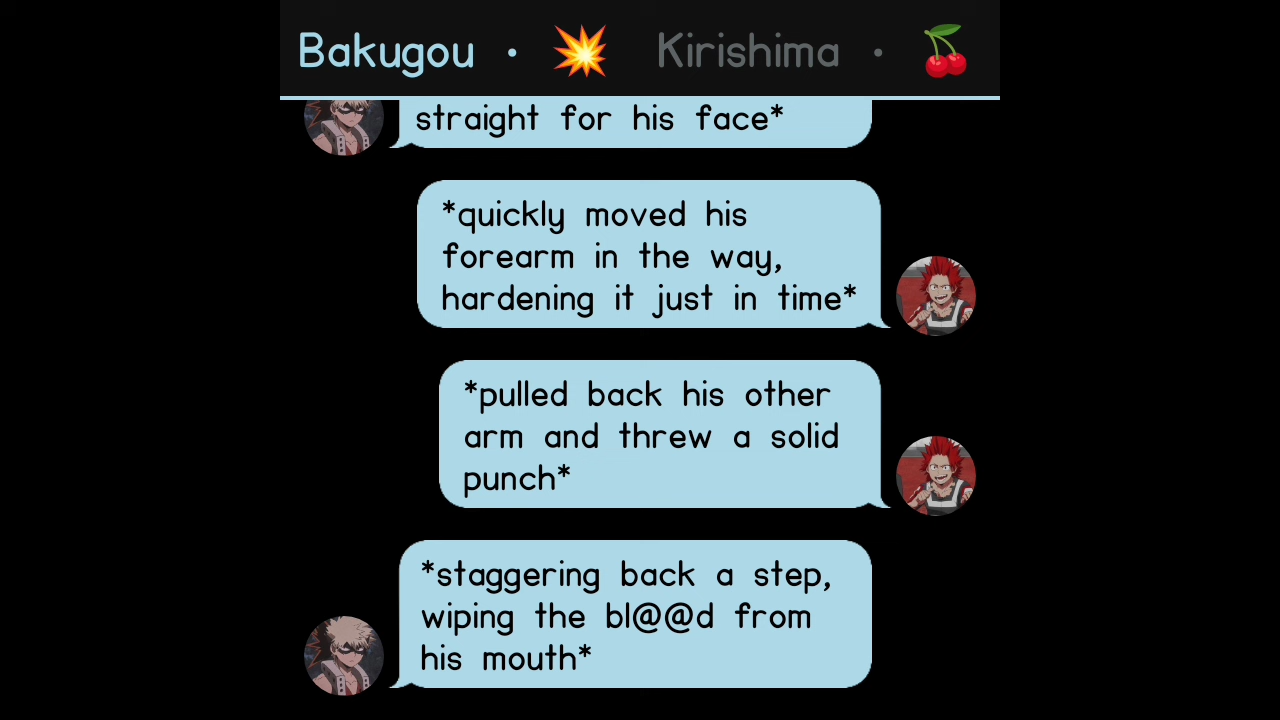 Bakugou • 💥 Kirishima • 🍒
straight for his face*
*quickly moved his
forearm in the way,
hardening it just in time*
*pulled back his other
arm and threw a solid
punch*
*staggering back a step,
wiping the bl@@d from
his mouth*